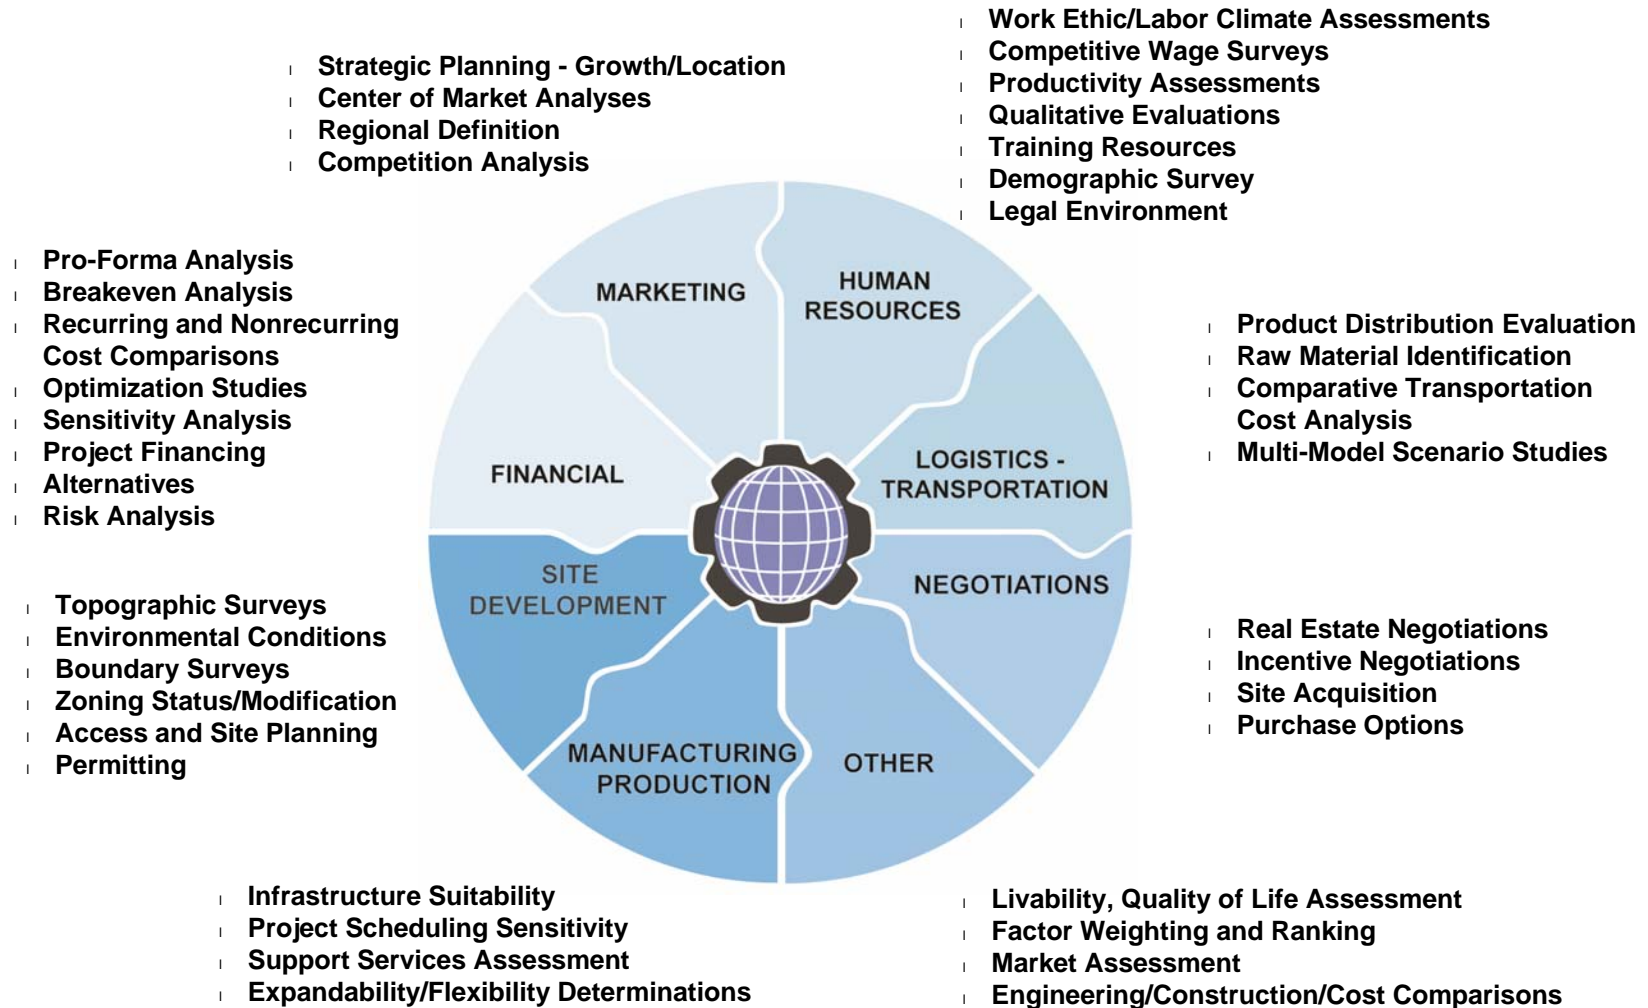 Strategic Planning - Growth/Location
Center of Market Analyses
Regional Definition
Competition Analysis
Work Ethic/Labor Climate Assessments
Competitive Wage Surveys
Productivity Assessments
Qualitative Evaluations
Training Resources
Demographic Survey
Legal Environment
Pro-Forma Analysis
Breakeven Analysis
Recurring and Nonrecurring
Cost Comparisons
Optimization Studies
Sensitivity Analysis
Project Financing
Alternatives
Risk Analysis
MARKETING
HUMAN
RESOURCES
FINANCIAL
LOGISTICS -
TRANSPORTATION
SITE
DEVELOPMENT
NEGOTIATIONS
MANUFACTURING
PRODUCTION
OTHER
Product Distribution Evaluation
Raw Material Identification
Comparative Transportation
Cost Analysis
Multi-Model Scenario Studies
Topographic Surveys
Environmental Conditions
Boundary Surveys
Zoning Status/Modification
Access and Site Planning
Permitting
Real Estate Negotiations
Incentive Negotiations
Site Acquisition
Purchase Options
Infrastructure Suitability
Project Scheduling Sensitivity
Support Services Assessment
Expandability/Flexibility Determinations
Livability, Quality of Life Assessment
Factor Weighting and Ranking
Market Assessment
Engineering/Construction/Cost Comparisons